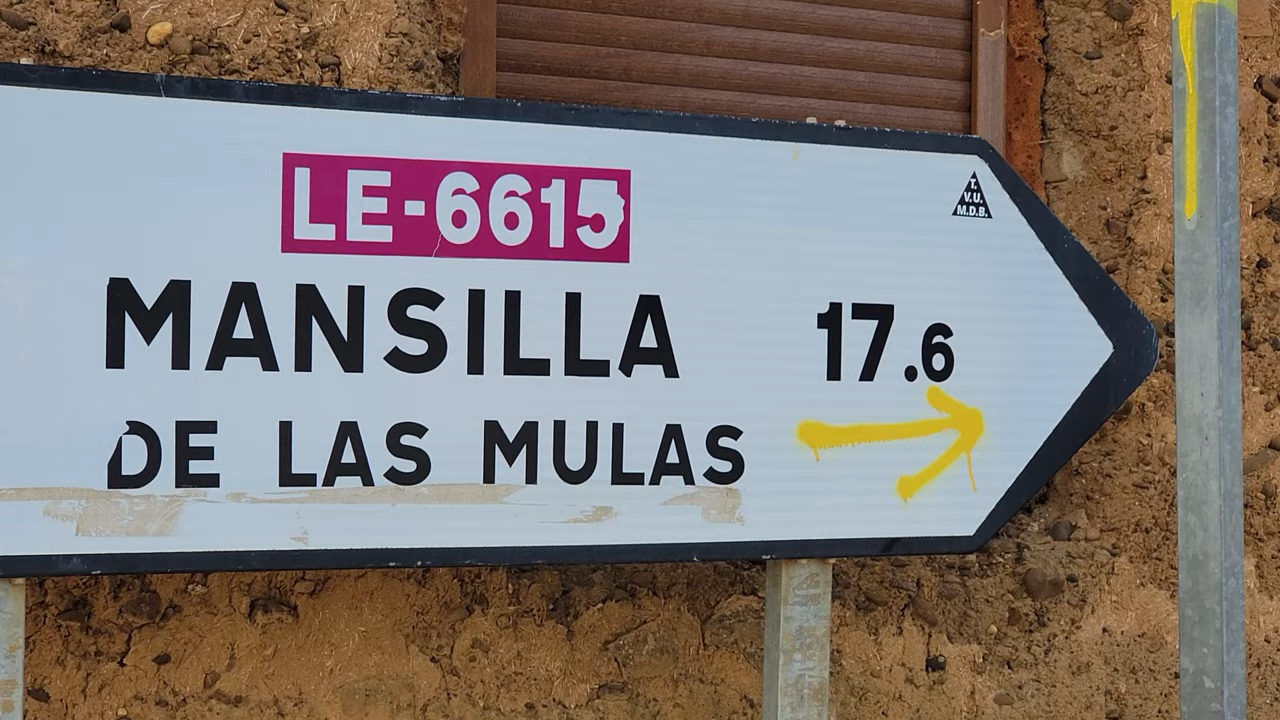 LE-6615
T.
V.U.
M.D.B.
MANSILLA 17.6
DE LAS MULAS